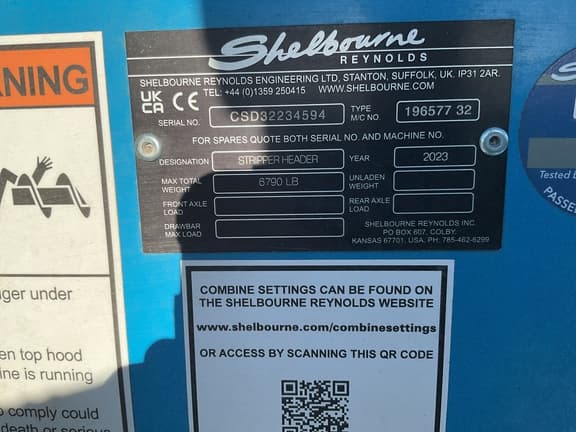 Shelbourne
REYNOLDS
SHELBOURNE REYNOLDS ENGINEERING LTD, STANTON, SUFFOLK, UK. IP31 2AR.
TEL: +44 (0)1359 250415 WWW.SHELBOURNE.COM
UK
CA CE
SERIAL NO. CSD32234594 TYPE M/C NO. 196577 32
FOR SPARES QUOTE BOTH SERIAL NO. AND MACHINE NO.
DESIGNATION STRIPPER HEADER YEAR 2023
MAX TOTAL WEIGHT 6790 LB UNLADEN WEIGHT
FRONT AXLE LOAD REAR AXLE LOAD
DRAWBAR MAX LOAD
SHELBOURNE REYNOLDS INC.
PO BOX 607, COLBY,
KANSAS 67701, USA. PH: 785-462-6299
COMBINE SETTINGS CAN BE FOUND ON
THE SHELBOURNE REYNOLDS WEBSITE
www.shelbourne.com/combinesettings
OR ACCESS BY SCANNING THIS QR CODE
RNING
ger under
en top hood
ine is running
o comply could
death or serious
Tested b
PASSE